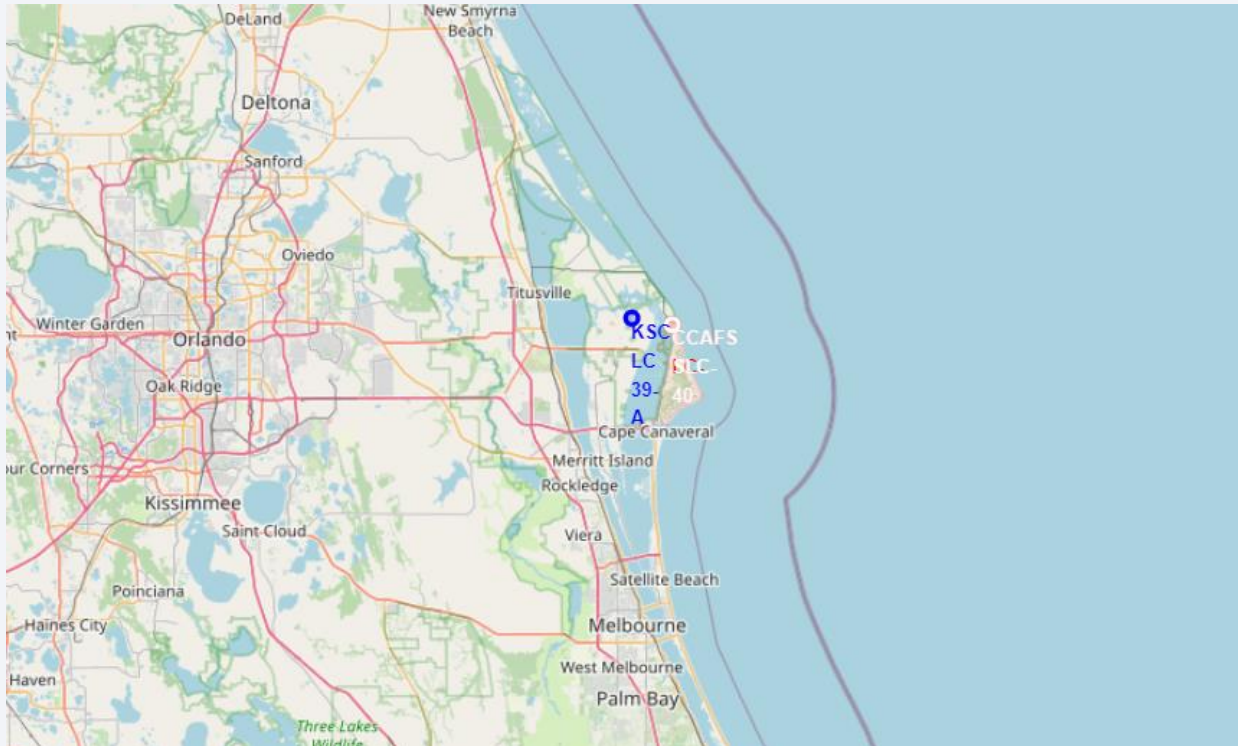 New Smyrna
Beach
DeLand
Deltona
Sanford
Oviedo
Titusville
Winter Garden
Orlando
KSC
LC
39-
A
CCAFS
40
Oak Ridge
Cape Canaveral
Merritt Island
our Corners
Rockledge
Kissimmee
Saint Cloud
Viera
Satellite Beach
Poinciana
Haines City
Melbourne
West Melbourne
Haven
Palm Bay
Three Lakes
Wildlife